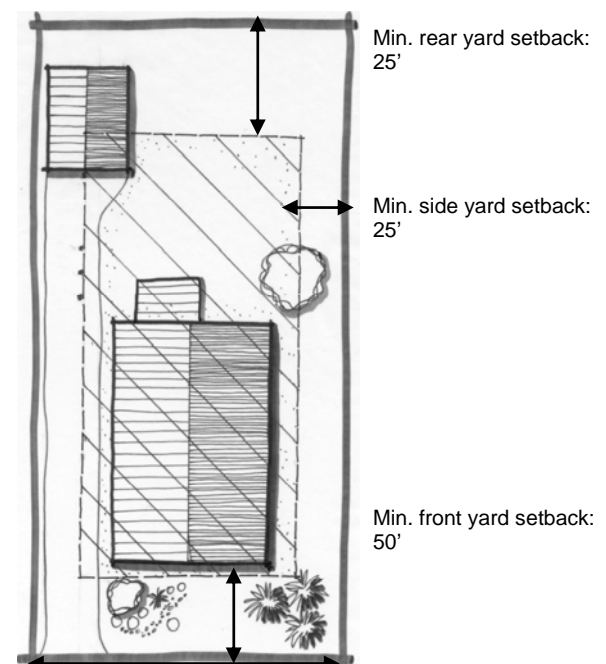 Min. rear yard setback:
25’
Min. side yard setback:
25’
Min. front yard setback:
50’